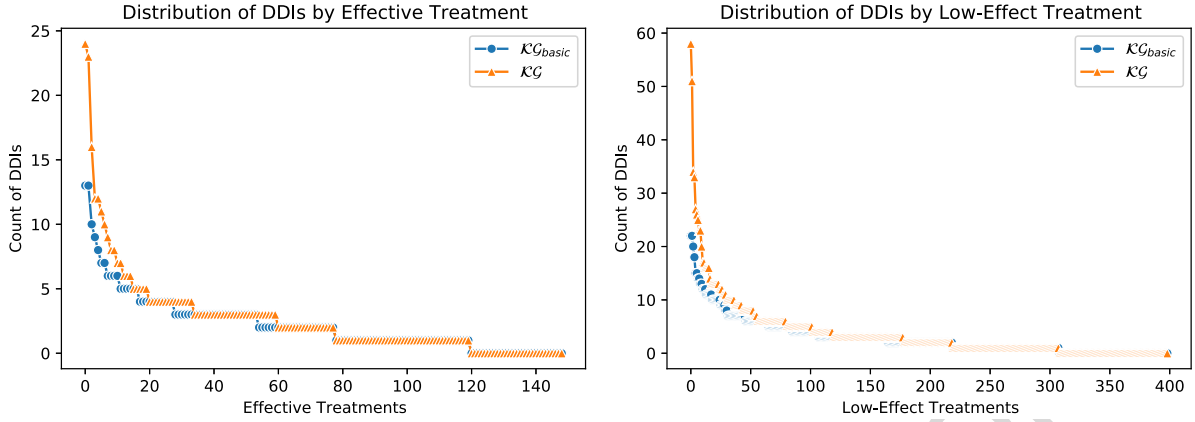 Distribution of DDIs by Effective Treatment
Count of DDIs
25
20
15
10
5
0
𝒦𝒢basic
𝒦𝒢
0 20 40 60 80 100 120 140
Effective Treatments
Distribution of DDIs by Low-Effect Treatment
Count of DDIs
60
50
40
30
20
10
0
𝒦𝒢basic
𝒦𝒢
0 50 100 150 200 250 300 350 400
Low-Effect Treatments